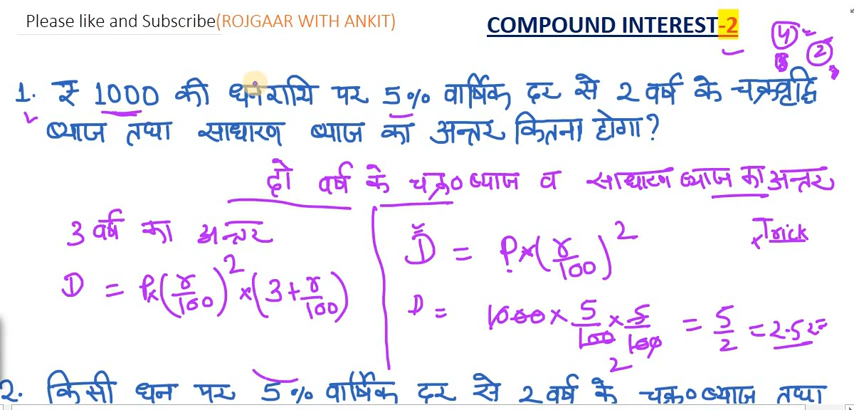 Please like and Subscribe(ROJGAAR WITH ANKIT)
COMPOUND INTEREST-2
4
2
1. ₹ 1000 की धनराशि पर 5% वार्षिक दर से 2 वर्ष के चक्रवृद्धि
ब्याज तथा साधारण ब्याज का अन्तर कितना होगा?
दो वर्ष के चक्र० ब्याज व साधारण ब्याज का अन्तर
3 वर्ष का अन्तर
D = P×(r/100)²×(3+r/100)
D = P×(r/100)²
Trick
D = 1000×5/100×5/100 = 5/2 = 2.5
2
2. किसी धन पर 5% वार्षिक दर से 2 वर्ष के चक्र० ब्याज तथा